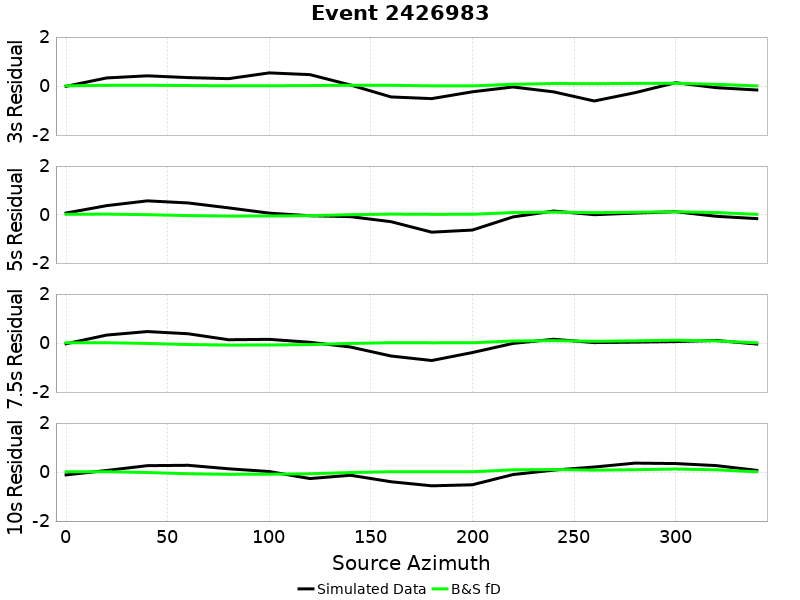 Event 2426983
3s Residual
2
0
-2
5s Residual
2
0
-2
7.5s Residual
2
0
-2
10s Residual
2
0
-2
0 50 100 150 200 250 300
Source Azimuth
Simulated Data B&S fD